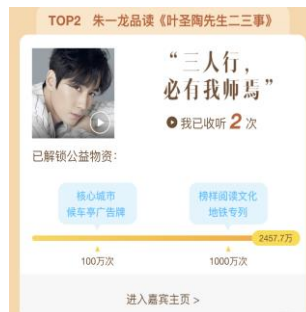 TOP2 朱一龙品读《叶圣陶先生二三事》
“三人行，
必有我师焉”
我已收听 2 次
已解锁公益物资：
核心城市
候车亭广告牌
榜样阅读文化
地铁专列
2457.7万
100万次
1000万次
进入嘉宾主页 >